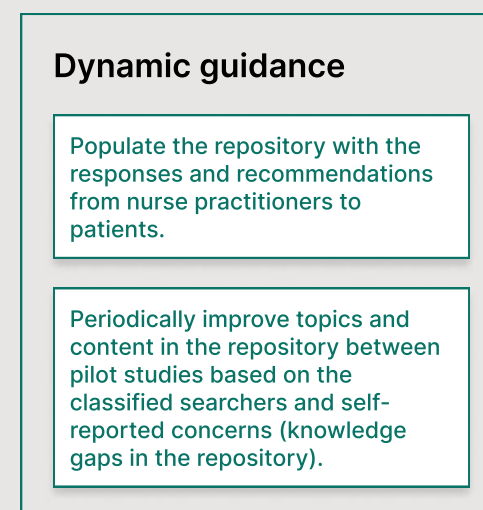 Dynamic guidance
Populate the repository with the
responses and recommendations
from nurse practitioners to
patients.
Periodically improve topics and
content in the repository between
pilot studies based on the
classified searchers and self-
reported concerns (knowledge
gaps in the repository).